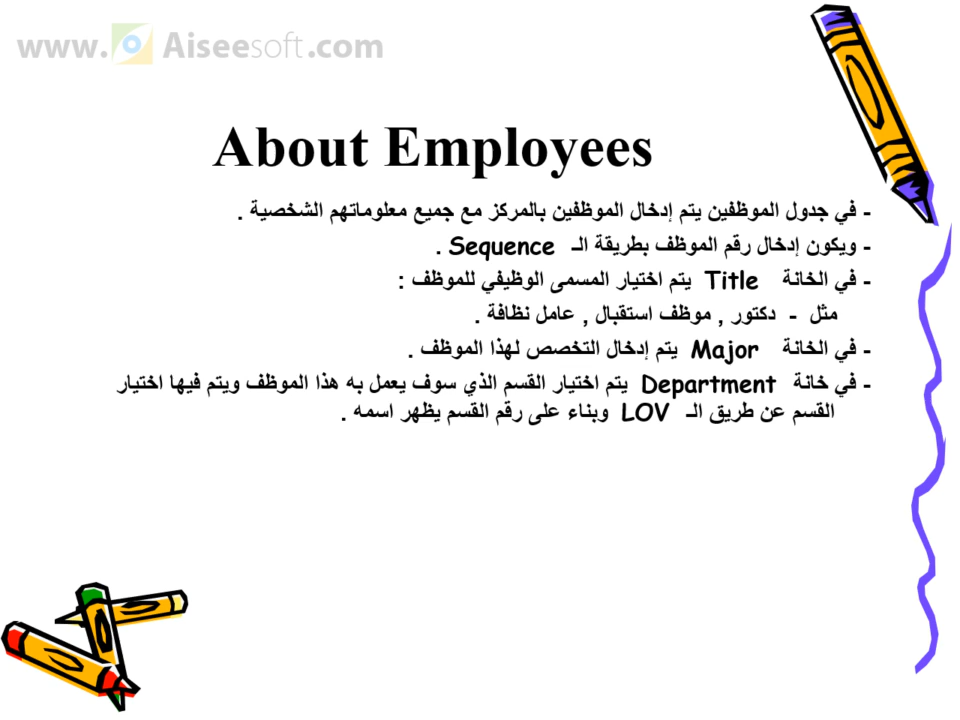 www.Aiseesoft.com
About Employees
- في جدول الموظفين يتم إدخال الموظفين بالمركز مع جميع معلوماتهم الشخصية .
- ويكون إدخال رقم الموظف بطريقة الـ Sequence .
- في الخانة Title يتم اختيار المسمى الوظيفي للموظف :
مثل - دكتور , موظف استقبال , عامل نظافة .
- في الخانة Major يتم إدخال التخصص لهذا الموظف .
- في خانة Department يتم اختيار القسم الذي سوف يعمل به هذا الموظف ويتم فيها اختيار
القسم عن طريق الـ LOV وبناء على رقم القسم يظهر اسمه .